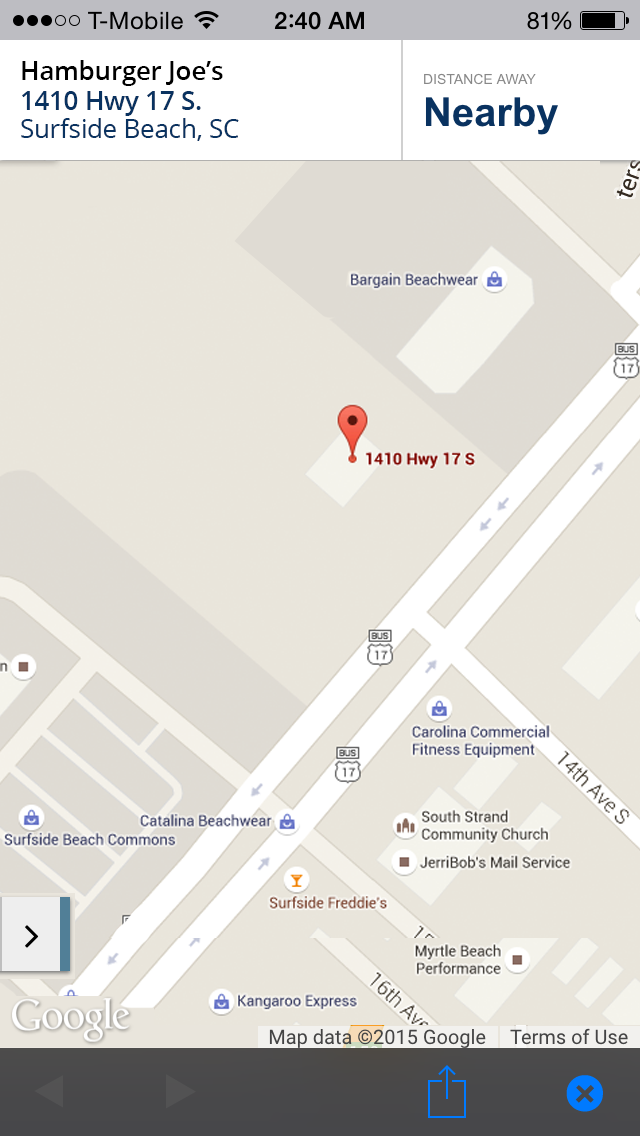 T-Mobile 2:40 AM 81%
Hamburger Joe's
1410 Hwy 17 S.
Surfside Beach, SC
DISTANCE AWAY
Nearby
ters
Bargain Beachwear
BUS
17
1410 Hwy 17 S
BUS
17
n
Carolina Commercial
Fitness Equipment
BUS
17
14th Ave S
Catalina Beachwear
South Strand
Community Church
Surfside Beach Commons
JerriBob's Mail Service
Surfside Freddie's
Myrtle Beach
Performance
16th Ave
Kangaroo Express
Google
Map data ©2015 Google
Terms of Use